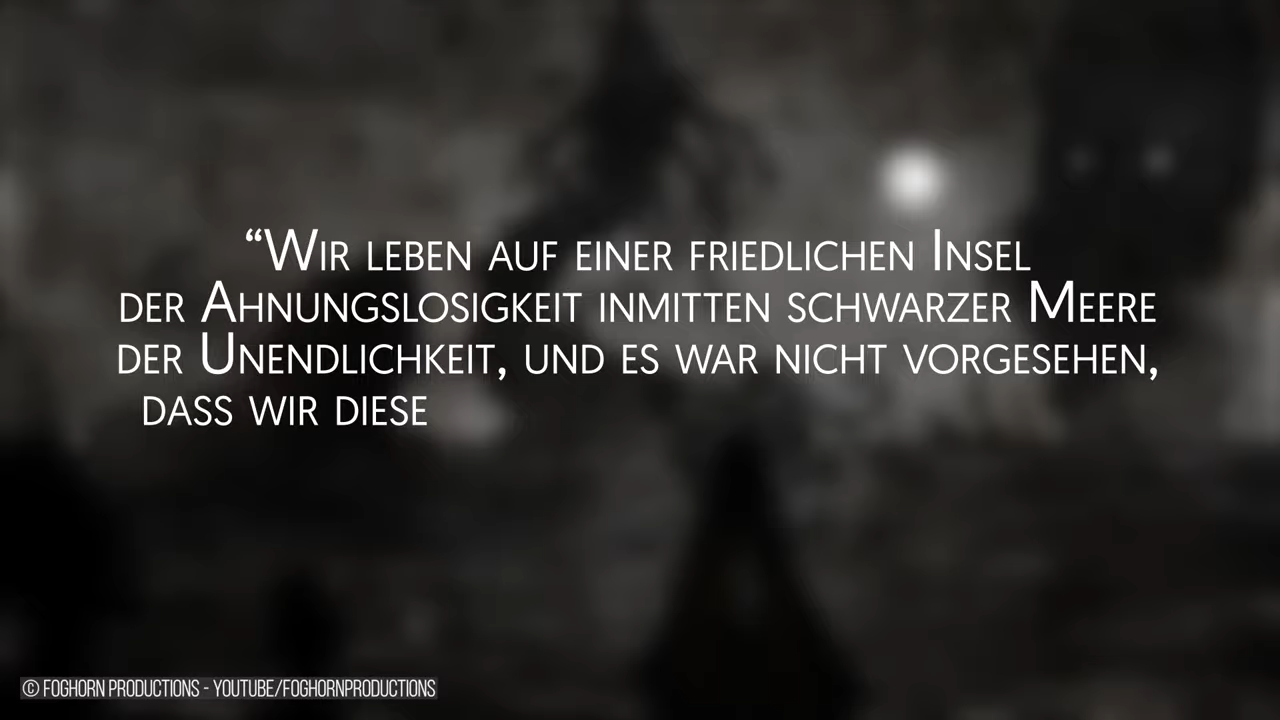 “Wir leben auf einer friedlichen Insel
der Ahnungslosigkeit inmitten schwarzer Meere
der Unendlichkeit, und es war nicht vorgesehen,
dass wir diese
© FOGHORN PRODUCTIONS - YOUTUBE/FOGHORNPRODUCTIONS